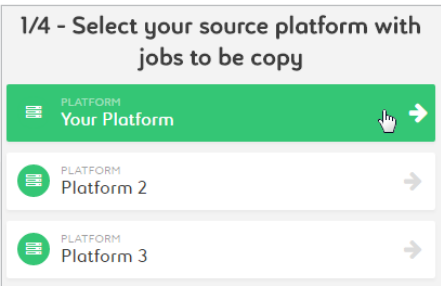 1/4 - Select your source platform with
jobs to be copy
PLATFORM
Your Platform
PLATFORM
Platform 2
PLATFORM
Platform 3